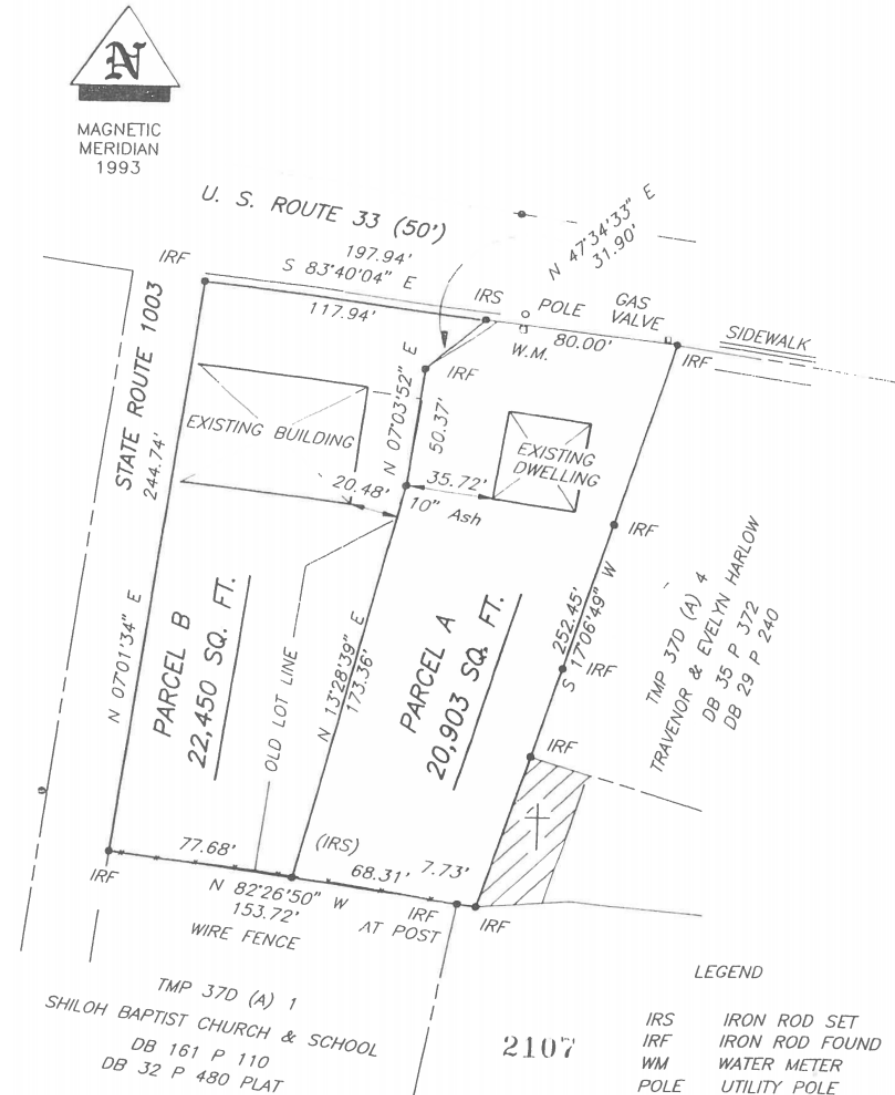 N
MAGNETIC
MERIDIAN
1993
U. S. ROUTE 33 (50')
197.94'
S 83°40'04" E
117.94'
IRF
IRS
N 47°34'33" E
31.90'
POLE
GAS
VALVE
W.M.
80.00'
SIDEWALK
IRF
IRF
STATE ROUTE 1003
244.74'
N 07°01'34" E
EXISTING BUILDING
N 07°03'52" E
50.37'
EXISTING
DWELLING
20.48'
35.72'
10" Ash
IRF
252.45'
S 17°06'49" W
IRF
IRF
TMP 37D (A) 4
TRAVENOR & EVELYN HARLOW
DB 35 P 372
DB 29 P 240
PARCEL B
22,450 SQ. FT.
OLD LOT LINE
N 13°28'39" E
173.36'
PARCEL A
20,903 SQ. FT.
77.68'
(IRS)
68.31'
7.73'
IRF
N 82°26'50" W
153.72'
WIRE FENCE
IRF
AT POST
IRF
TMP 37D (A) 1
SHILOH BAPTIST CHURCH & SCHOOL
DB 161 P 110
DB 32 P 480 PLAT
2107
LEGEND
IRS IRON ROD SET
IRF IRON ROD FOUND
WM WATER METER
POLE UTILITY POLE